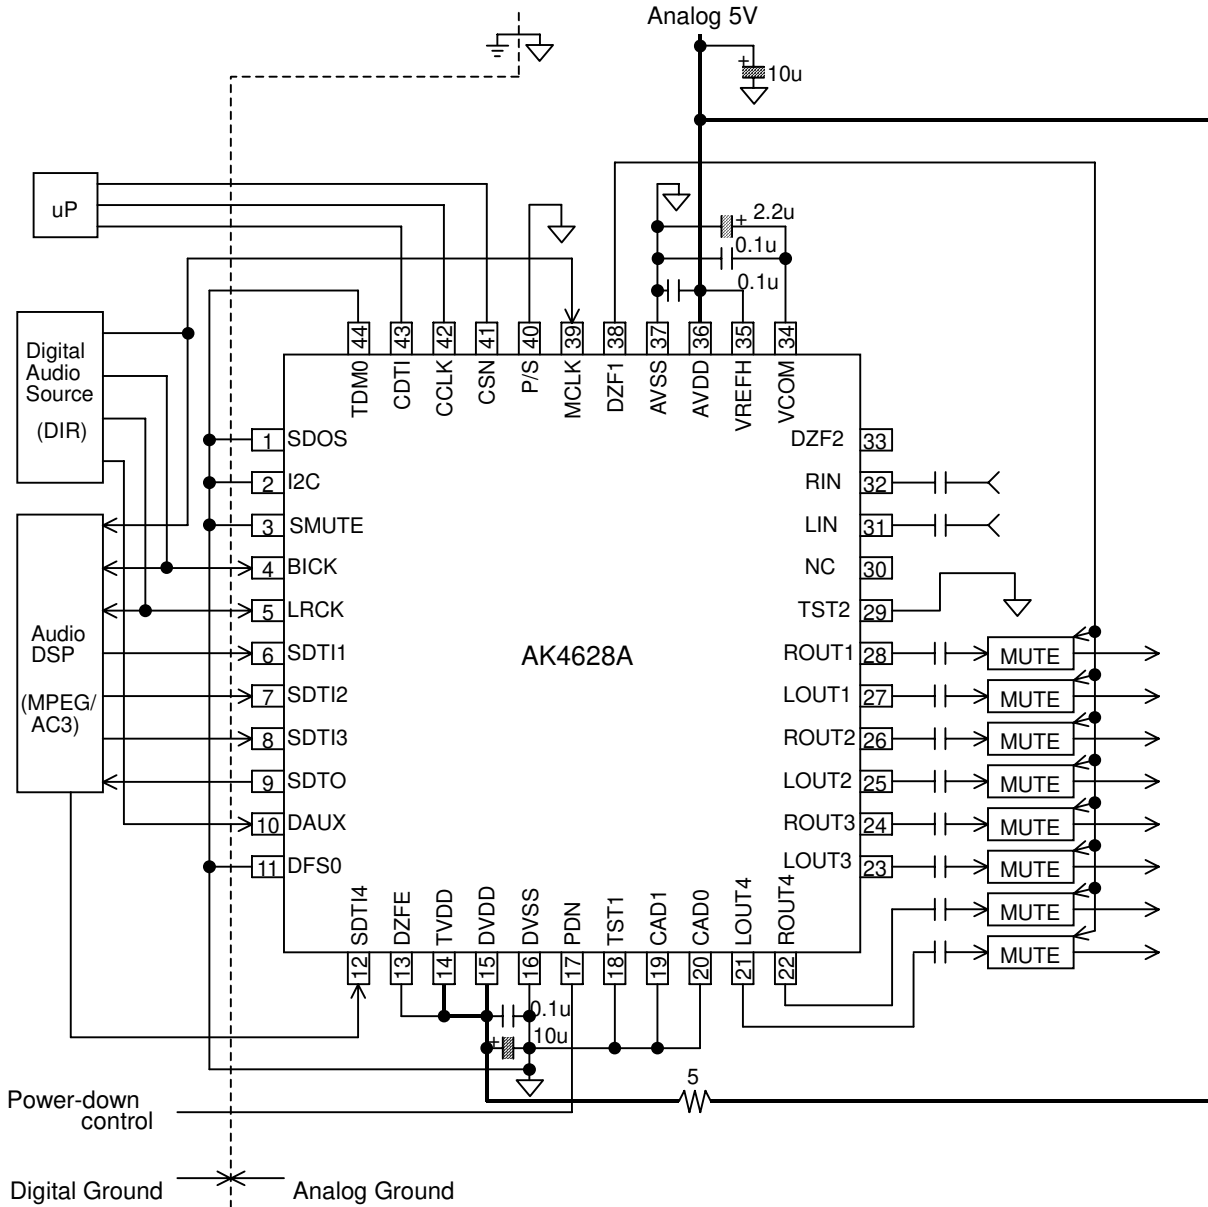 Analog 5V
+
10u
uP
+ 2.2u
0.1u
0.1u
44 43 42 41 40 39 38 37 36 35 34
TDM0 CDTI CCLK CSN P/S MCLK DZF1 AVSS AVDD VREFH VCOM
Digital
Audio
Source
(DIR)
1 SDOS
DZF2 33
2 I2C
RIN 32
3 SMUTE
LIN 31
4 BICK
NC 30
5 LRCK
TST2 29
Audio
DSP
(MPEG/
AC3)
6 SDTI1
AK4628A
ROUT1 28 MUTE
7 SDTI2
LOUT1 27 MUTE
8 SDTI3
ROUT2 26 MUTE
9 SDTO
LOUT2 25 MUTE
10 DAUX
ROUT3 24 MUTE
11 DFS0
LOUT3 23 MUTE
MUTE
MUTE
SDTI4 DZFE TVDD DVDD DVSS PDN TST1 CAD1 CAD0 LOUT4 ROUT4
12 13 14 15 16 17 18 19 20 21 22
0.1u
+ 10u
5
Power-down
control
Digital Ground
Analog Ground